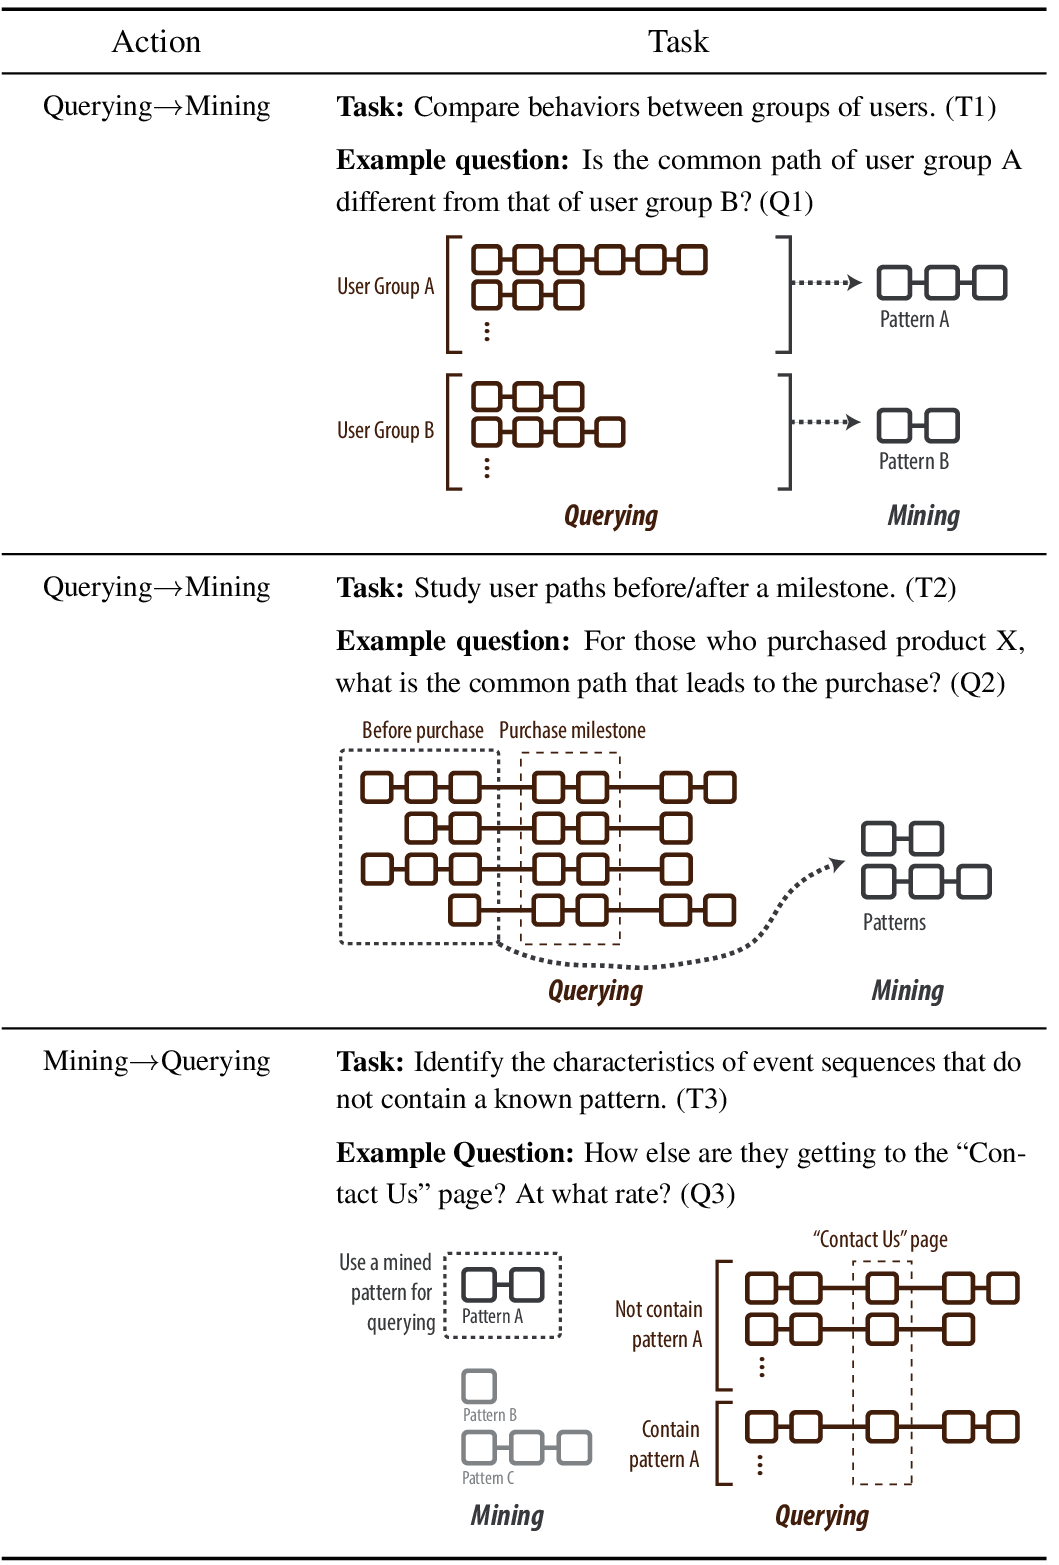 Action Task
Querying→Mining Task: Compare behaviors between groups of users. (T1)
Example question: Is the common path of user group A
different from that of user group B? (Q1)
User Group A
Pattern A
User Group B
Pattern B
Querying Mining
Querying→Mining Task: Study user paths before/after a milestone. (T2)
Example question: For those who purchased product X,
what is the common path that leads to the purchase? (Q2)
Before purchase Purchase milestone
Patterns
Querying Mining
Mining→Querying Task: Identify the characteristics of event sequences that do
not contain a known pattern. (T3)
Example Question: How else are they getting to the “Con-
tact Us” page? At what rate? (Q3)
Use a mined
pattern for
querying
Pattern A
Pattern B
Pattern C
Mining
“Contact Us” page
Not contain
pattern A
Contain
pattern A
Querying